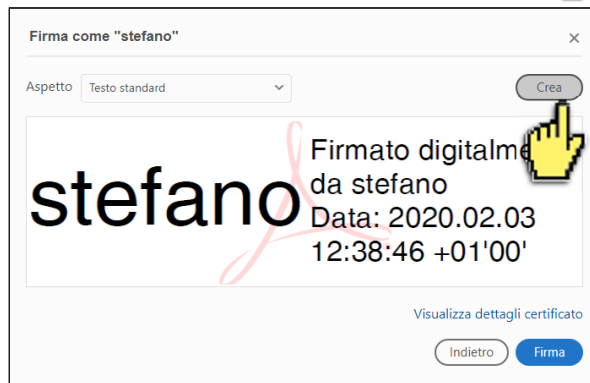 Firma come "stefano"
Aspetto Testo standard Crea
stefano
Firmato digitalme
da stefano
Data: 2020.02.03
12:38:46 +01'00'
Visualizza dettagli certificato
Indietro Firma